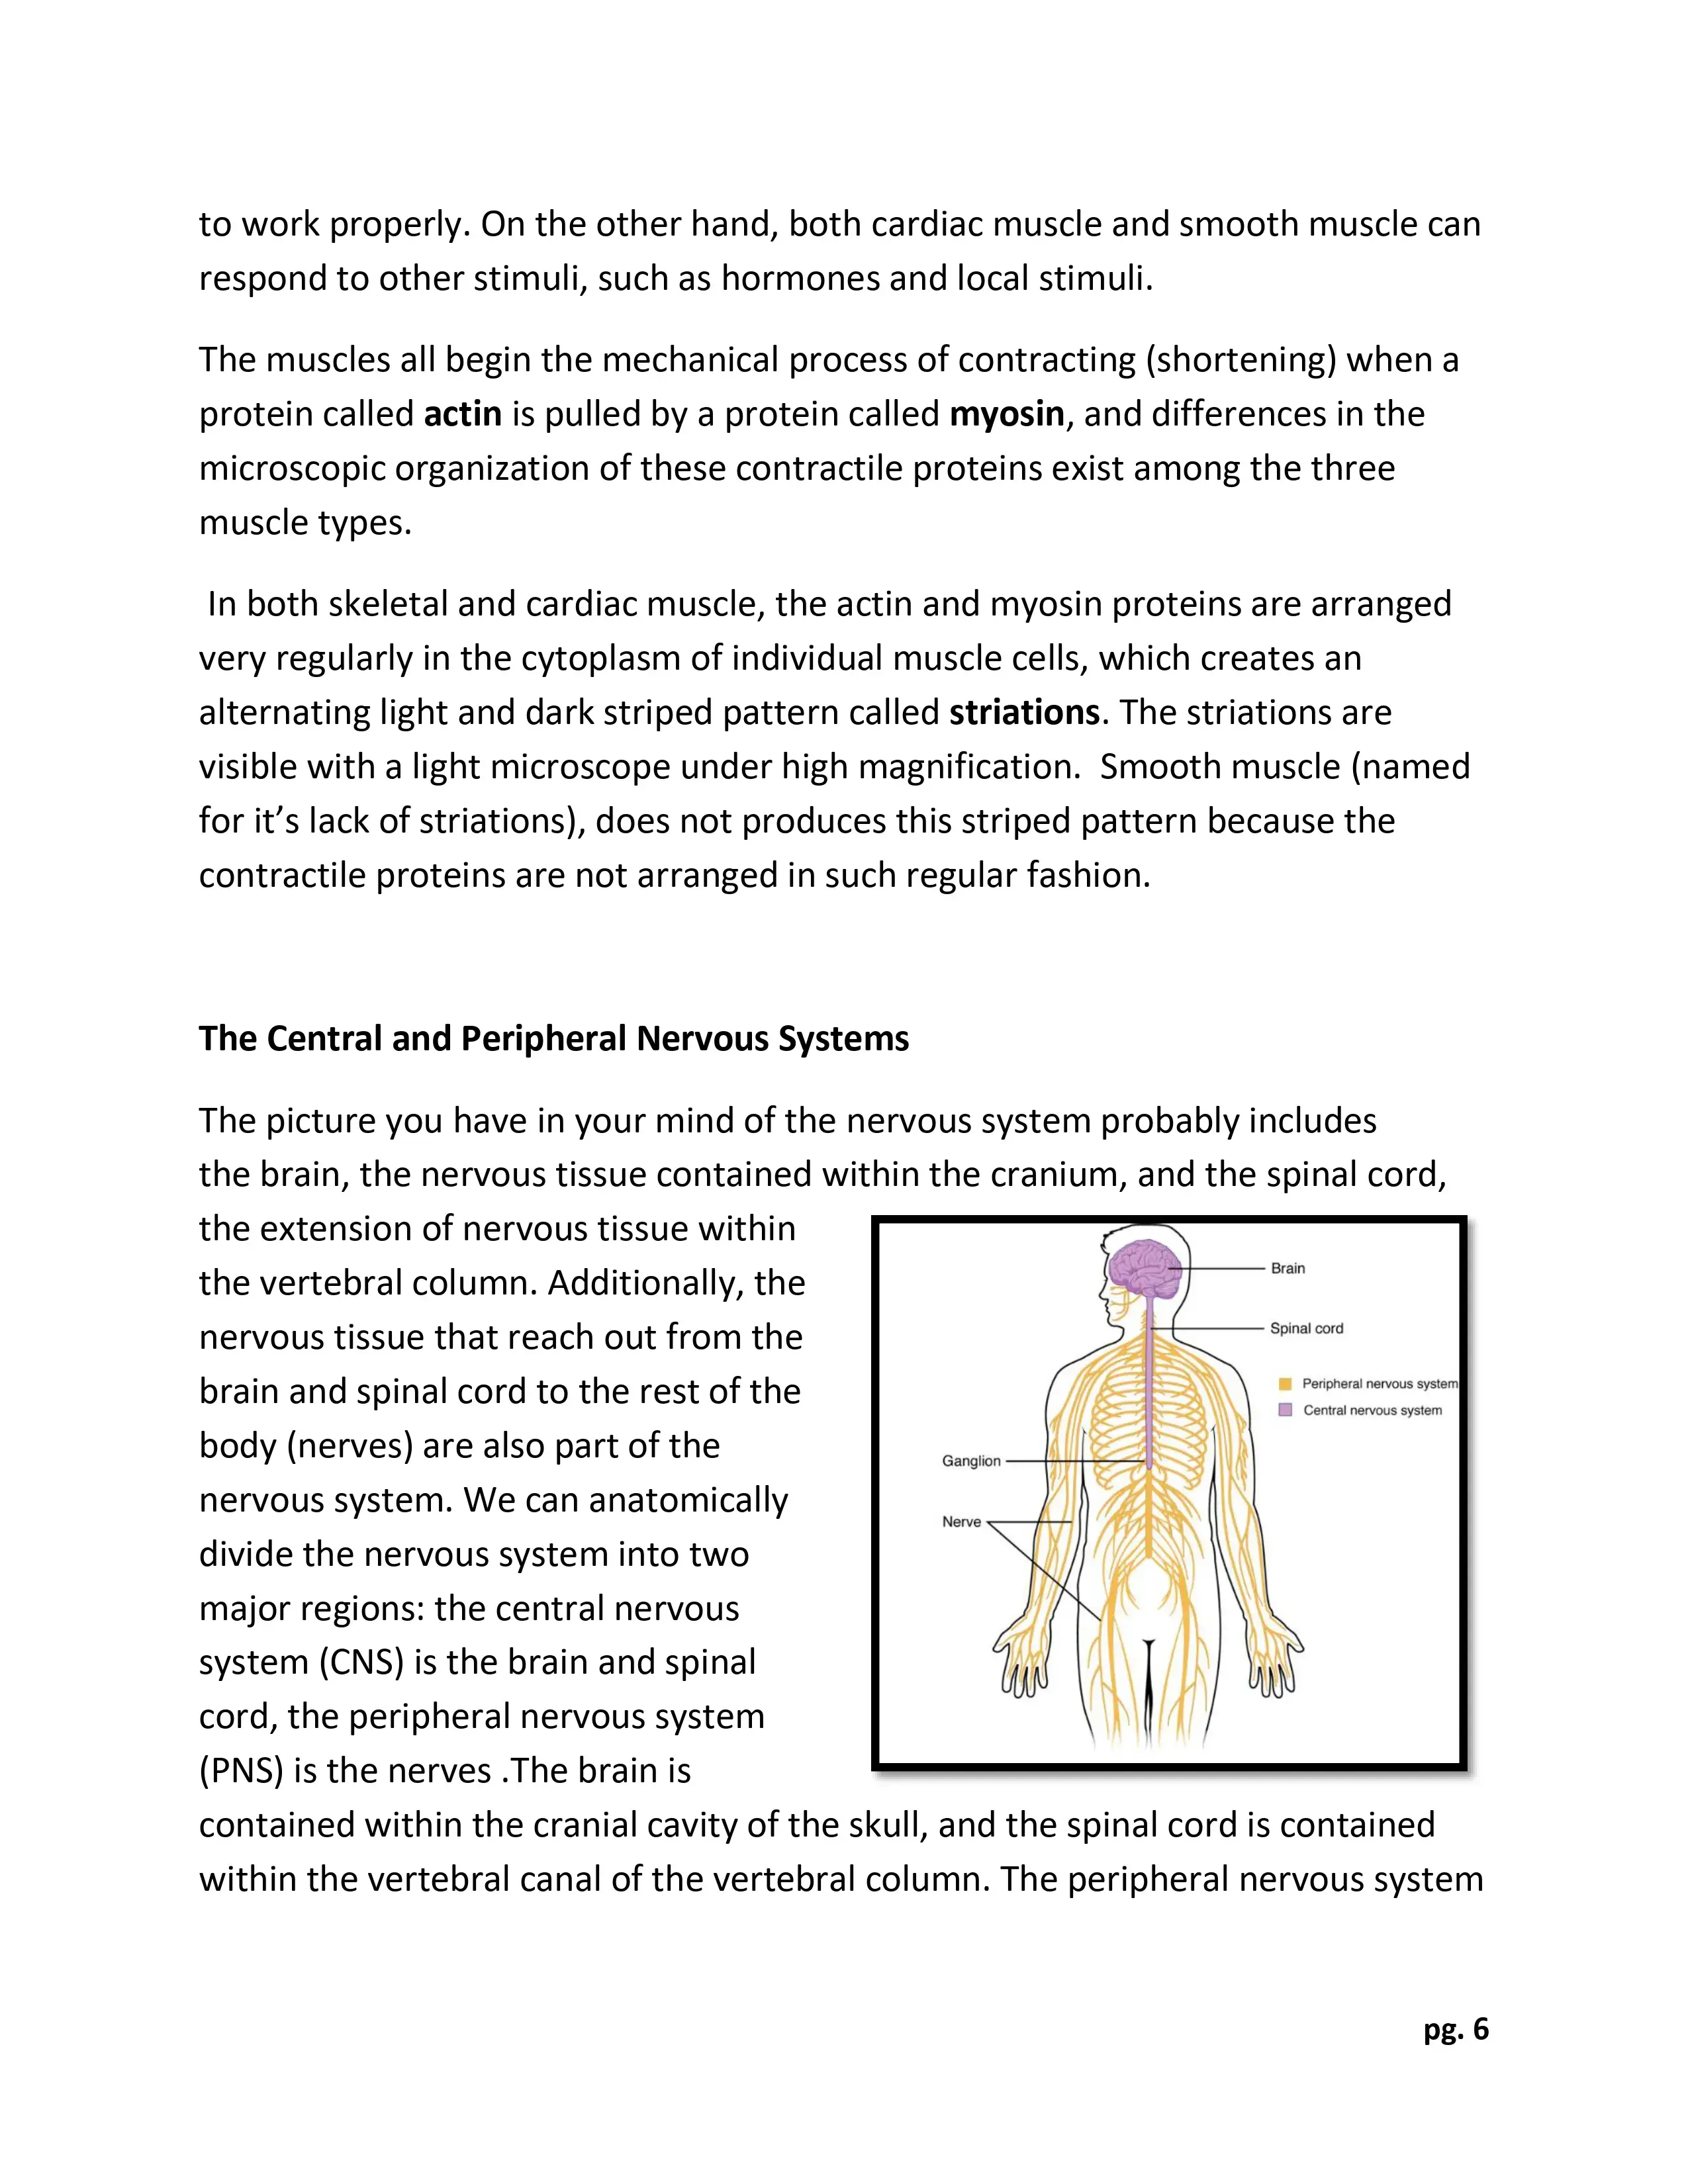 to work properly. On the other hand, both cardiac muscle and smooth muscle can
respond to other stimuli, such as hormones and local stimuli.
The muscles all begin the mechanical process of contracting (shortening) when a
protein called actin is pulled by a protein called myosin, and differences in the
microscopic organization of these contractile proteins exist among the three
muscle types.
In both skeletal and cardiac muscle, the actin and myosin proteins are arranged
very regularly in the cytoplasm of individual muscle cells, which creates an
alternating light and dark striped pattern called striations. The striations are
visible with a light microscope under high magnification.  Smooth muscle (named
for it’s lack of striations), does not produces this striped pattern because the
contractile proteins are not arranged in such regular fashion.
The Central and Peripheral Nervous Systems
The picture you have in your mind of the nervous system probably includes
the brain, the nervous tissue contained within the cranium, and the spinal cord,
the extension of nervous tissue within
the vertebral column. Additionally, the
nervous tissue that reach out from the
brain and spinal cord to the rest of the
body (nerves) are also part of the
nervous system. We can anatomically
divide the nervous system into two
major regions: the central nervous
system (CNS) is the brain and spinal
cord, the peripheral nervous system
(PNS) is the nerves .The brain is
contained within the cranial cavity of the skull, and the spinal cord is contained
within the vertebral canal of the vertebral column. The peripheral nervous system
Brain
Spinal cord
Peripheral nervous system
Central nervous system
Ganglion
Nerve
pg. 6